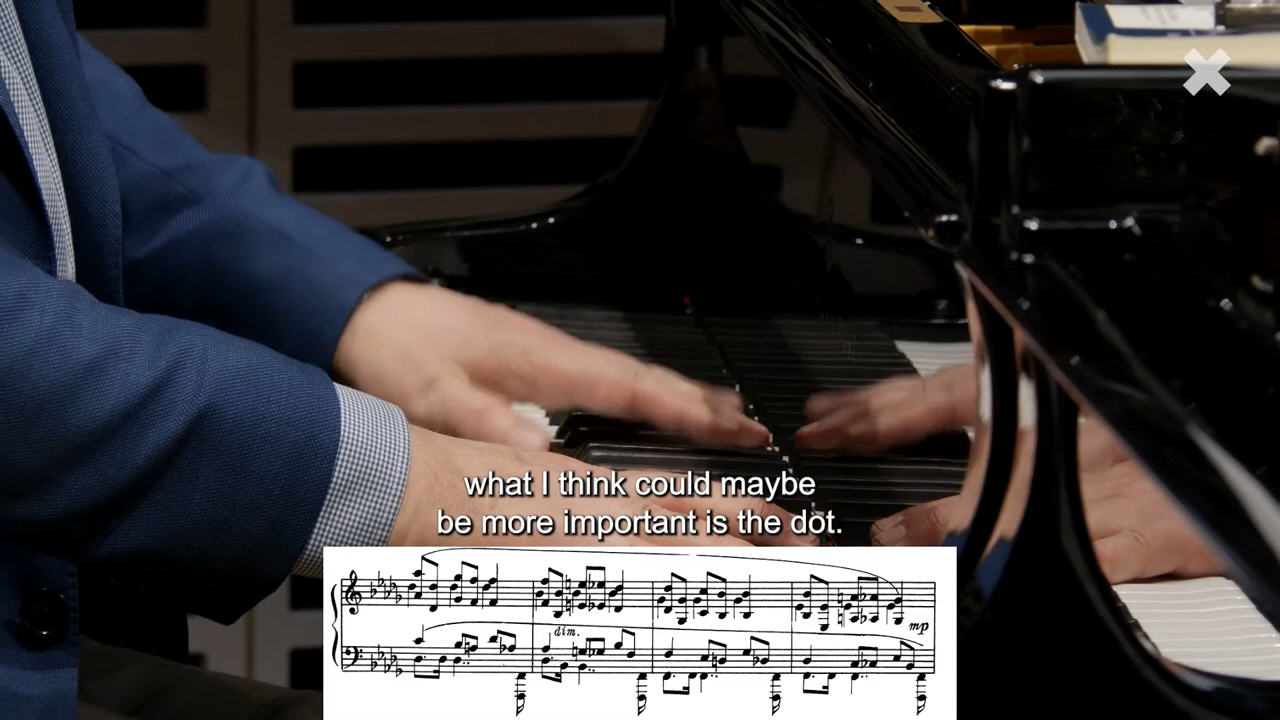 what I think could maybe
be more important is the dot.
dim.
mp